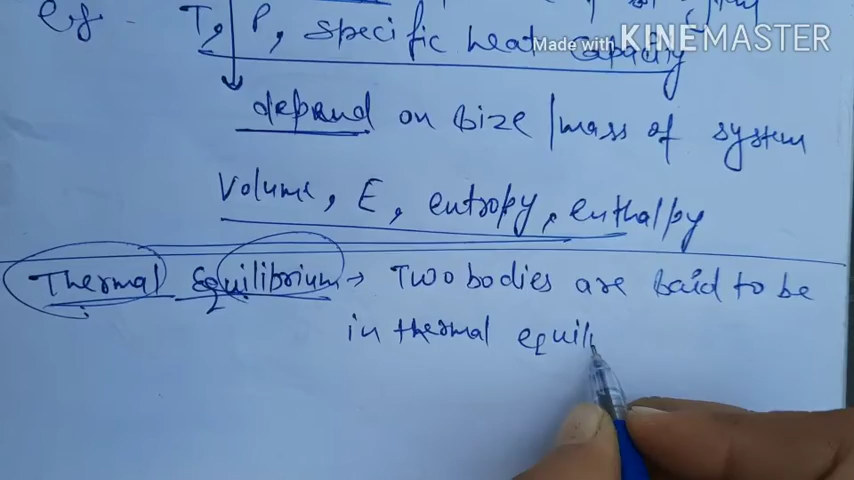 eg - T, P, specific heat capacity
Made with KINEMASTER
depend on size / mass of system
Volume, E, entropy, enthalpy
Thermal Equilibrium → Two bodies are said to be
in thermal equili